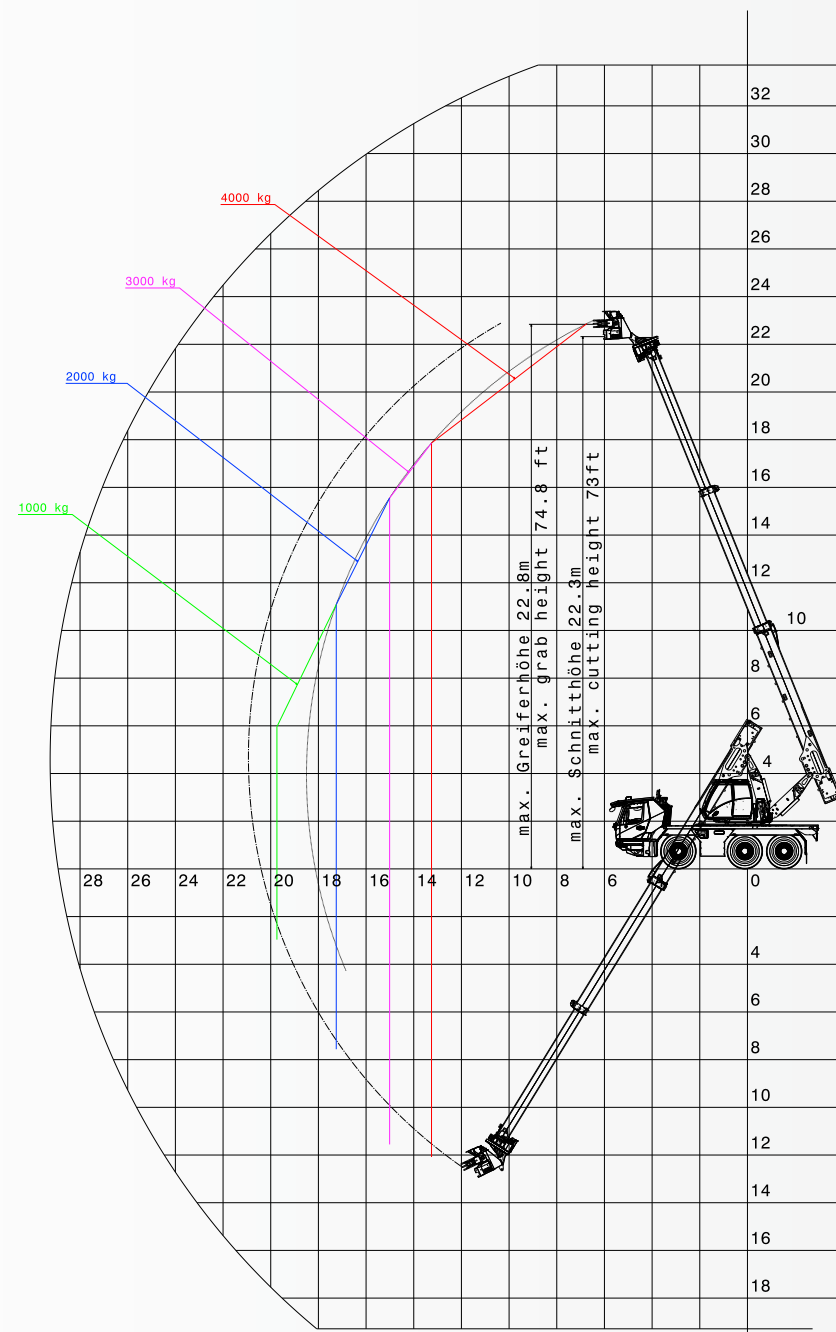 32
30
28
4000 kg
26
24
3000 kg
22
2000 kg
20
18
16
1000 kg
14
12
10
8
6
4
max. Greiferhöhe 22.8m
max. grab height 74.8 ft
max. Schnitthöhe 22.3m
max. cutting height 73ft
28 26 24 22 20 16 14 12 10 8 6 0
4
6
8
10
12
14
16
18